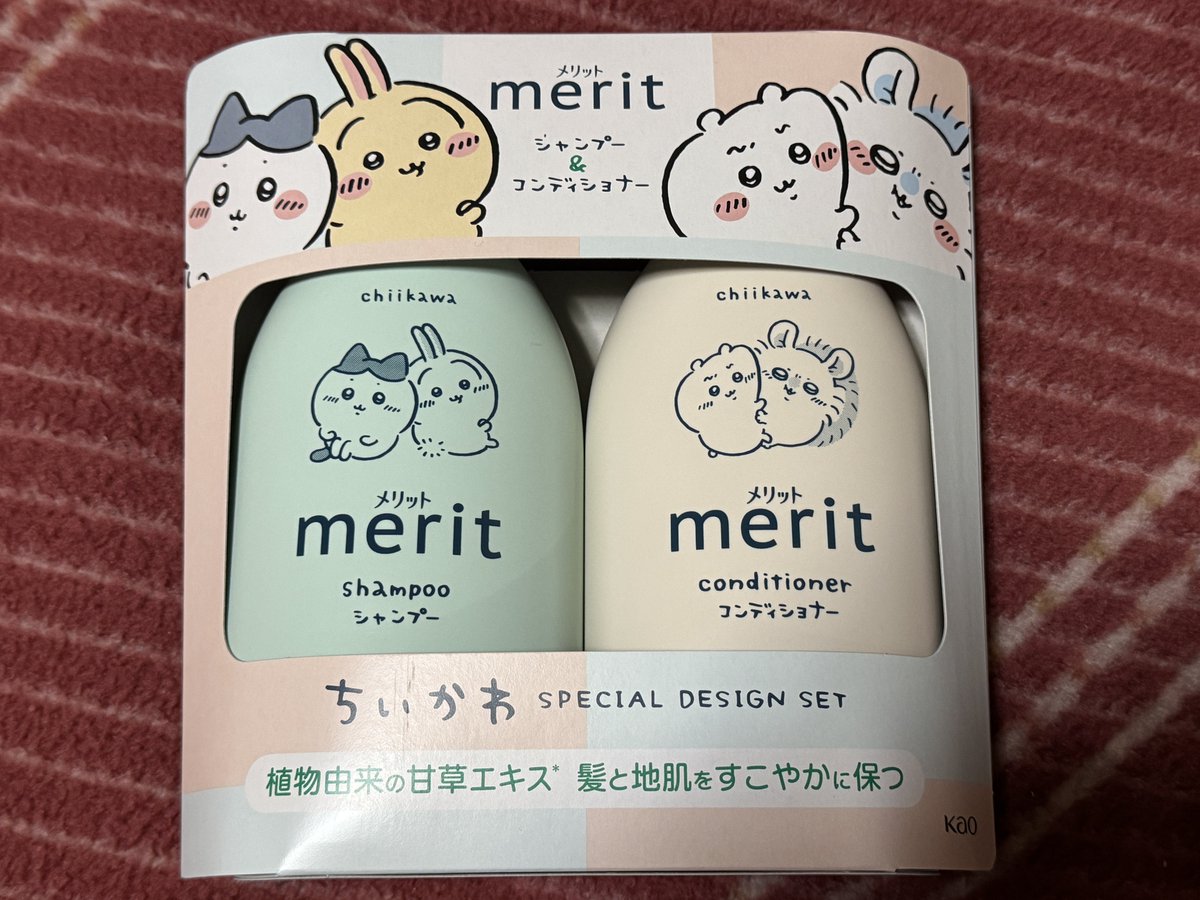 メリット
merit
シャンプー
&
コンディショナー
chiikawa
メリット
merit
shampoo
シャンプー
chiikawa
メリット
merit
conditioner
コンディショナー
ちいかわ SPECIAL DESIGN SET
植物由来の甘草エキス* 髪と地肌をすこやかに保つ
Kao